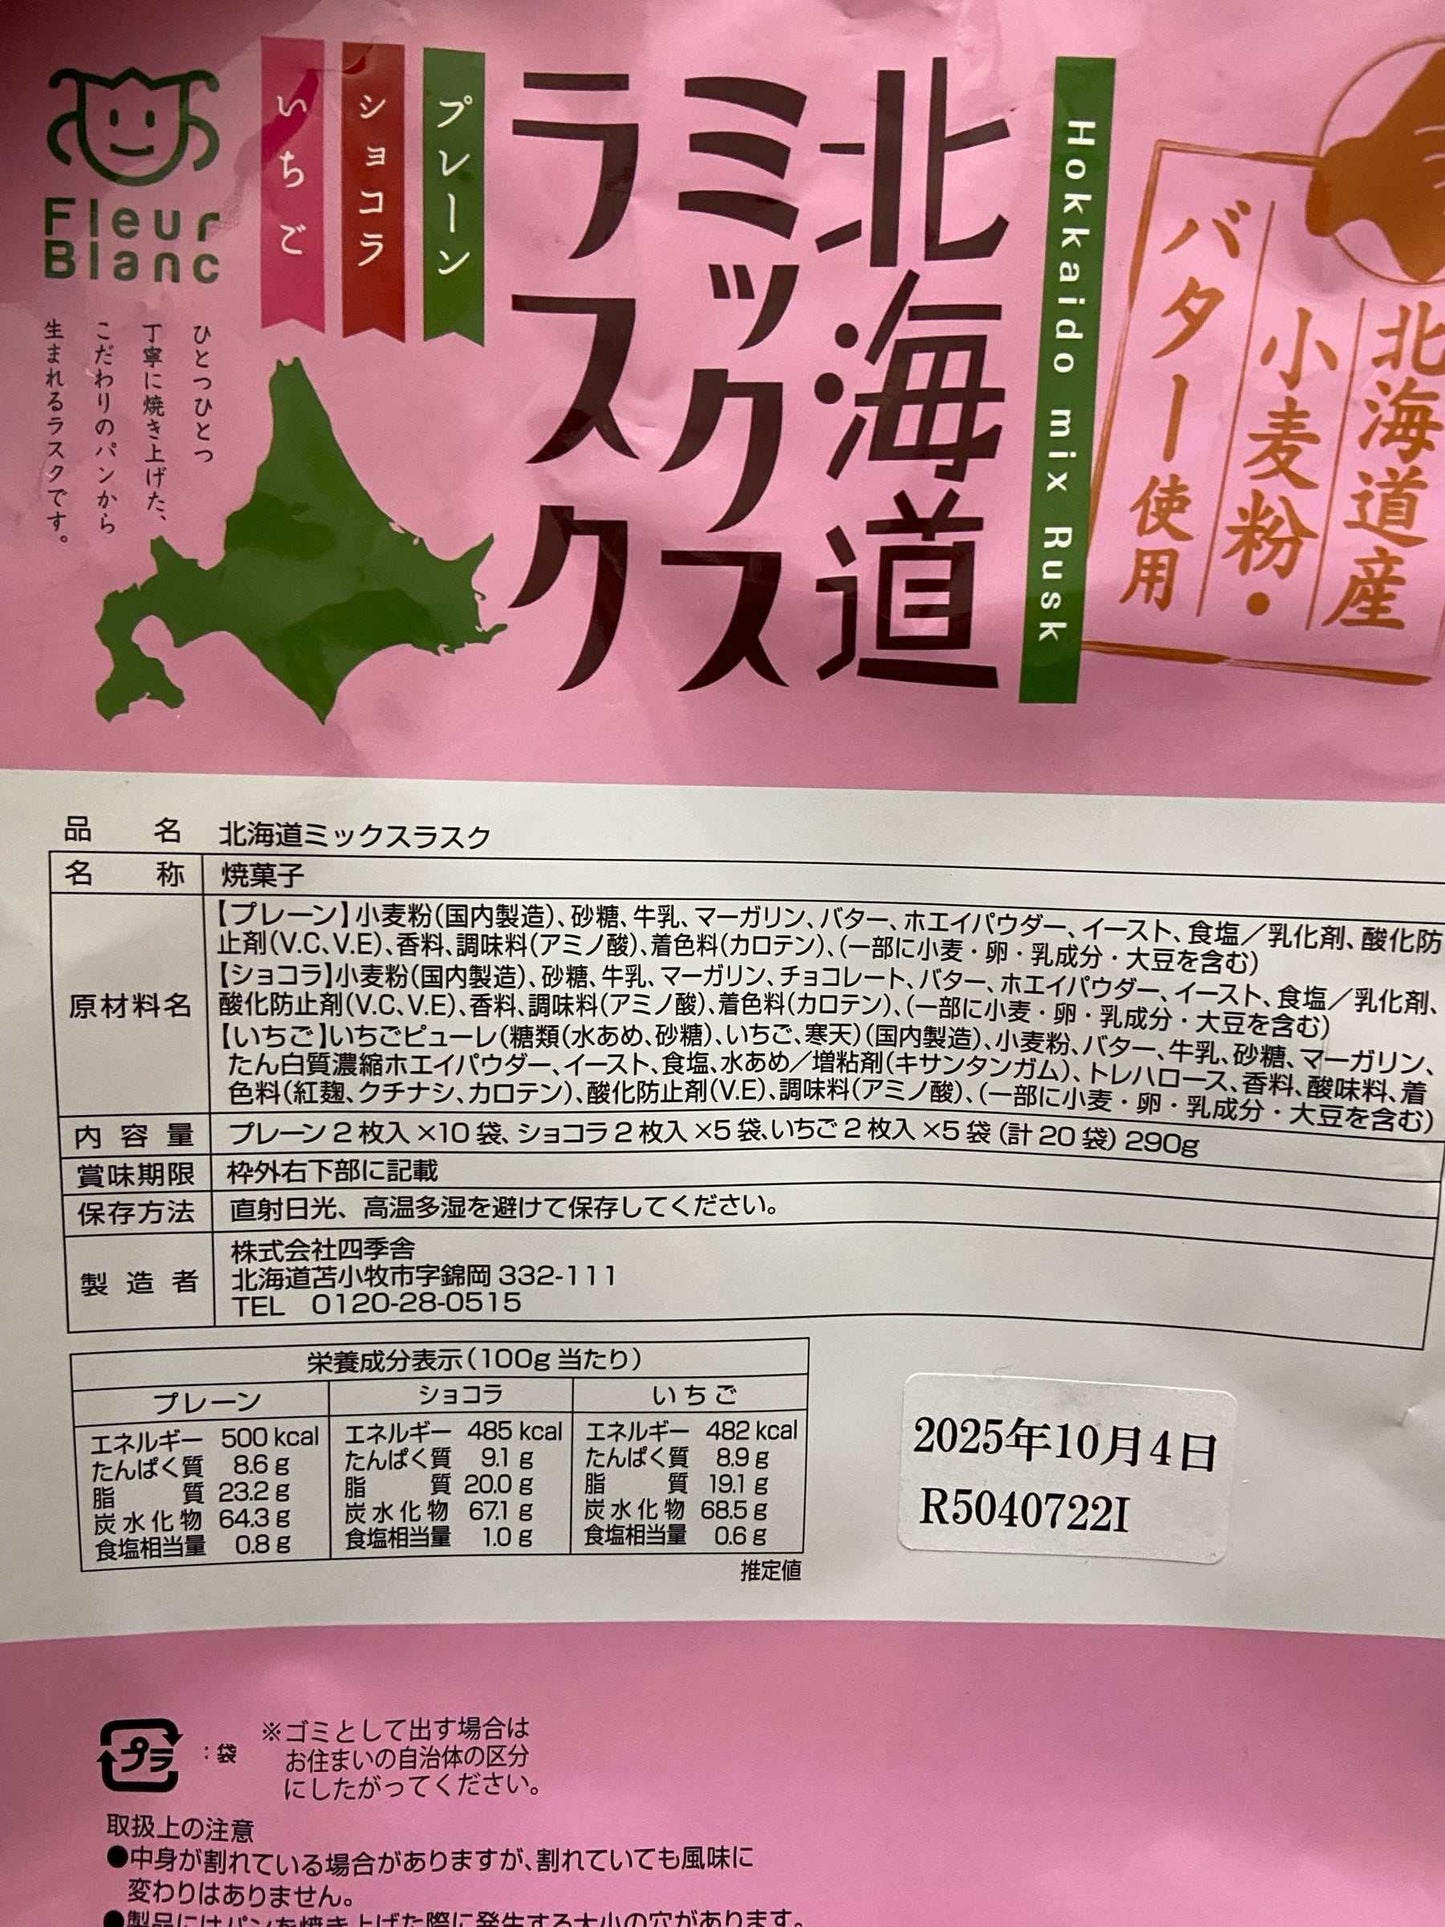 北海道産
小麦粉・
バター使用
Hokkaido mix Rusk
北海道
ミックス
ラスク
プレーン
ショコラ
いちご
Fleur
Blanc
ひとつひとつ
丁寧に焼き上げた、
こだわりのパンから
生まれるラスクです。
品名 北海道ミックスラスク
名称 焼菓子
原材料名
【プレーン】小麦粉(国内製造)、砂糖、牛乳、マーガリン、バター、ホエイパウダー、イースト、食塩／乳化剤、酸化防
止剤(V.C、V.E)、香料、調味料(アミノ酸)、着色料(カロテン)、(一部に小麦・卵・乳成分・大豆を含む)
【ショコラ】小麦粉(国内製造)、砂糖、牛乳、マーガリン、チョコレート、バター、ホエイパウダー、イースト、食塩／乳化剤、
酸化防止剤(V.C、V.E)、香料、調味料(アミノ酸)、着色料(カロテン)、(一部に小麦・卵・乳成分・大豆を含む)
【いちご】いちごピューレ(糖類(水あめ、砂糖)、いちご、寒天)(国内製造)、小麦粉、バター、牛乳、砂糖、マーガリン、
たん白質濃縮ホエイパウダー、イースト、食塩、水あめ／増粘剤(キサンタンガム)、トレハロース、香料、酸味料、着
色料(紅麹、クチナシ、カロテン)、酸化防止剤(V.E)、調味料(アミノ酸)、(一部に小麦・卵・乳成分・大豆を含む)
内容量 プレーン2枚入×10袋、ショコラ2枚入×5袋、いちご2枚入×5袋(計20袋)290g
賞味期限 枠外右下部に記載
保存方法 直射日光、高温多湿を避けて保存してください。
製造者
株式会社四季舎
北海道苫小牧市字錦岡332-111
TEL 0120-28-0515
栄養成分表示(100g当たり)
プレーン ショコラ いちご
エネルギー 500 kcal エネルギー 485 kcal エネルギー 482 kcal
たんぱく質 8.6 g たんぱく質 9.1 g たんぱく質 8.9 g
脂質 23.2 g 脂質 20.0 g 脂質 19.1 g
炭水化物 64.3 g 炭水化物 67.1 g 炭水化物 68.5 g
食塩相当量 0.8 g 食塩相当量 1.0 g 食塩相当量 0.6 g
推定値
2025年10月4日
R5040722I
プラ
：袋
※ゴミとして出す場合は
お住まいの自治体の区分
にしたがってください。
取扱上の注意
●中身が割れている場合がありますが、割れていても風味に
変わりはありません。
●製品にはパンを焼き上げた際に発生する大小の穴があります。